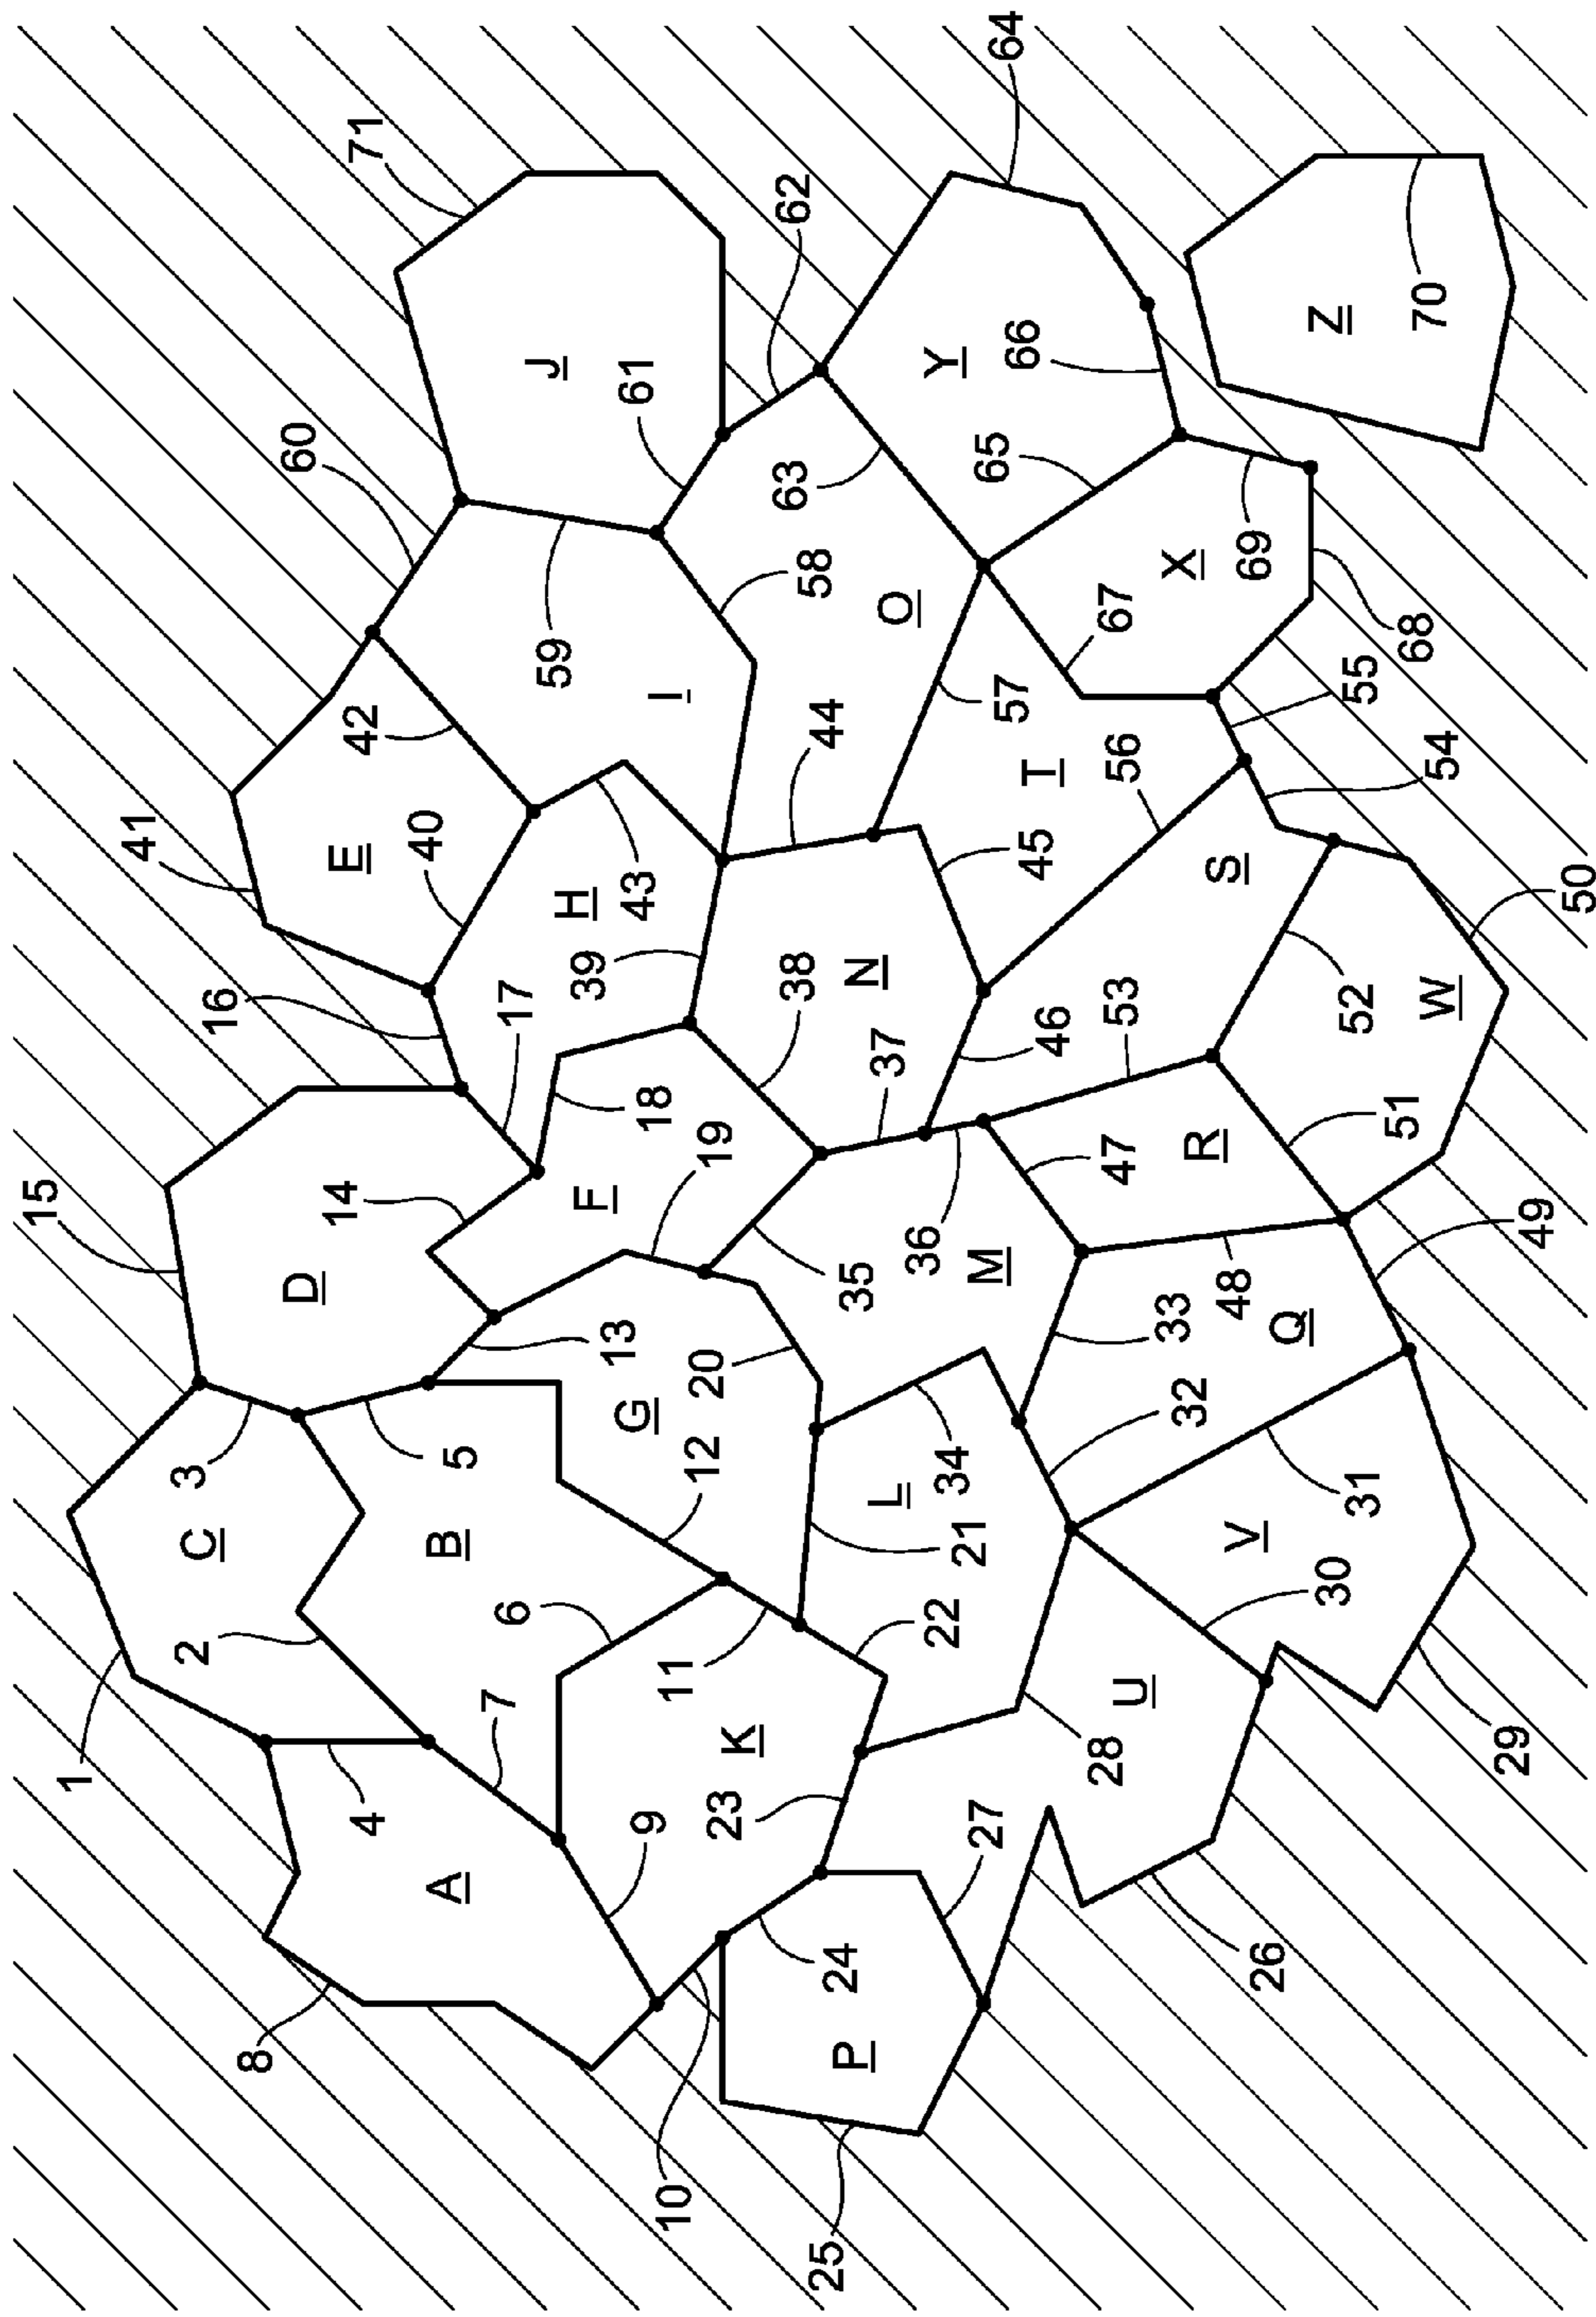 15
1
41
2
C
3
16
8
D
60
14
E
42
4
71
40
A
B
5
7
6
17
J
59
H
39
F
13
G
43
61
9
18
I
10
11
12
20
19
23
K
63
62
38
58
25
44
24
P
35
N
L
37
O
36
22
Y
34
21
27
M
65
64
57
66
45
T
46
28
67
47
53
56
U
33
X
32
R
S
48
V
69
26
Q
Z
30
52
55
31
51
68
70
W
54
29
49
50